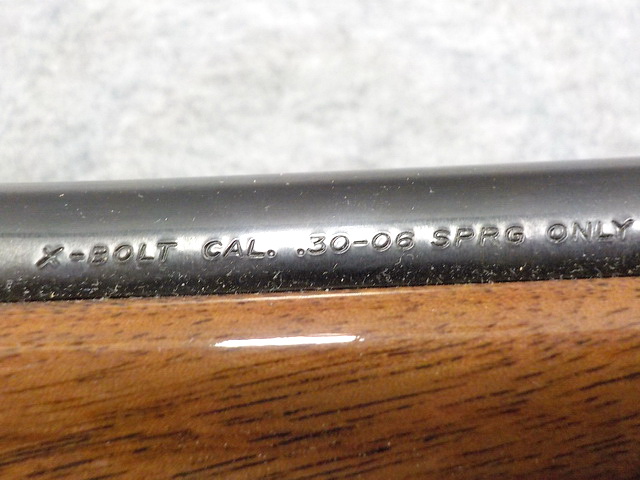 X-BOLT CAL. .30-06 SPRG ONLY